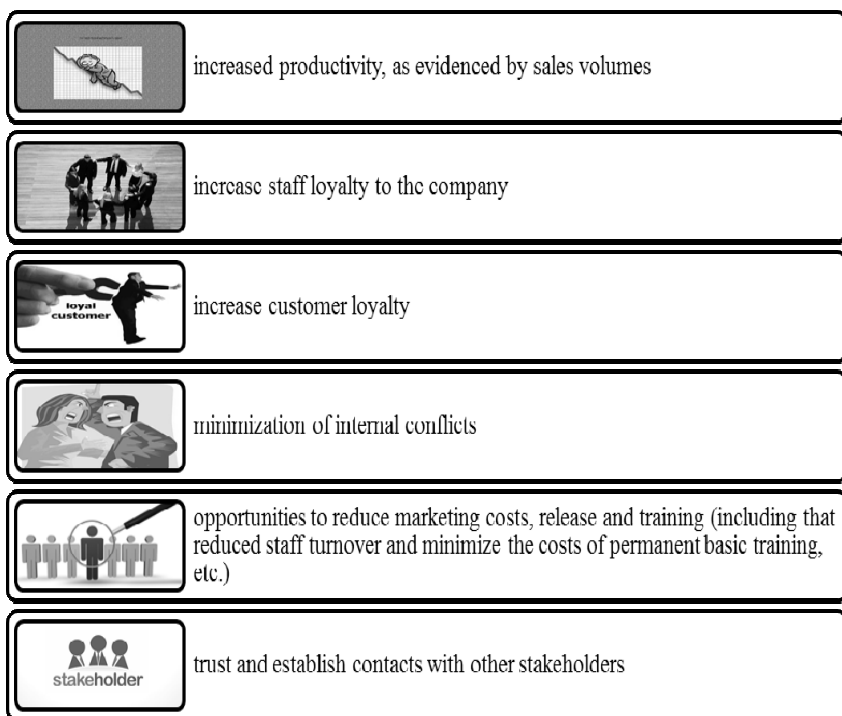 increased productivity, as evidenced by sales volumes
increase staff loyalty to the company
loyal
customer
increase customer loyalty
minimization of internal conflicts
opportunities to reduce marketing costs, release and training (including that
reduced staff turnover and minimize the costs of permanent basic training,
etc.)
stakeholder
trust and establish contacts with other stakeholders